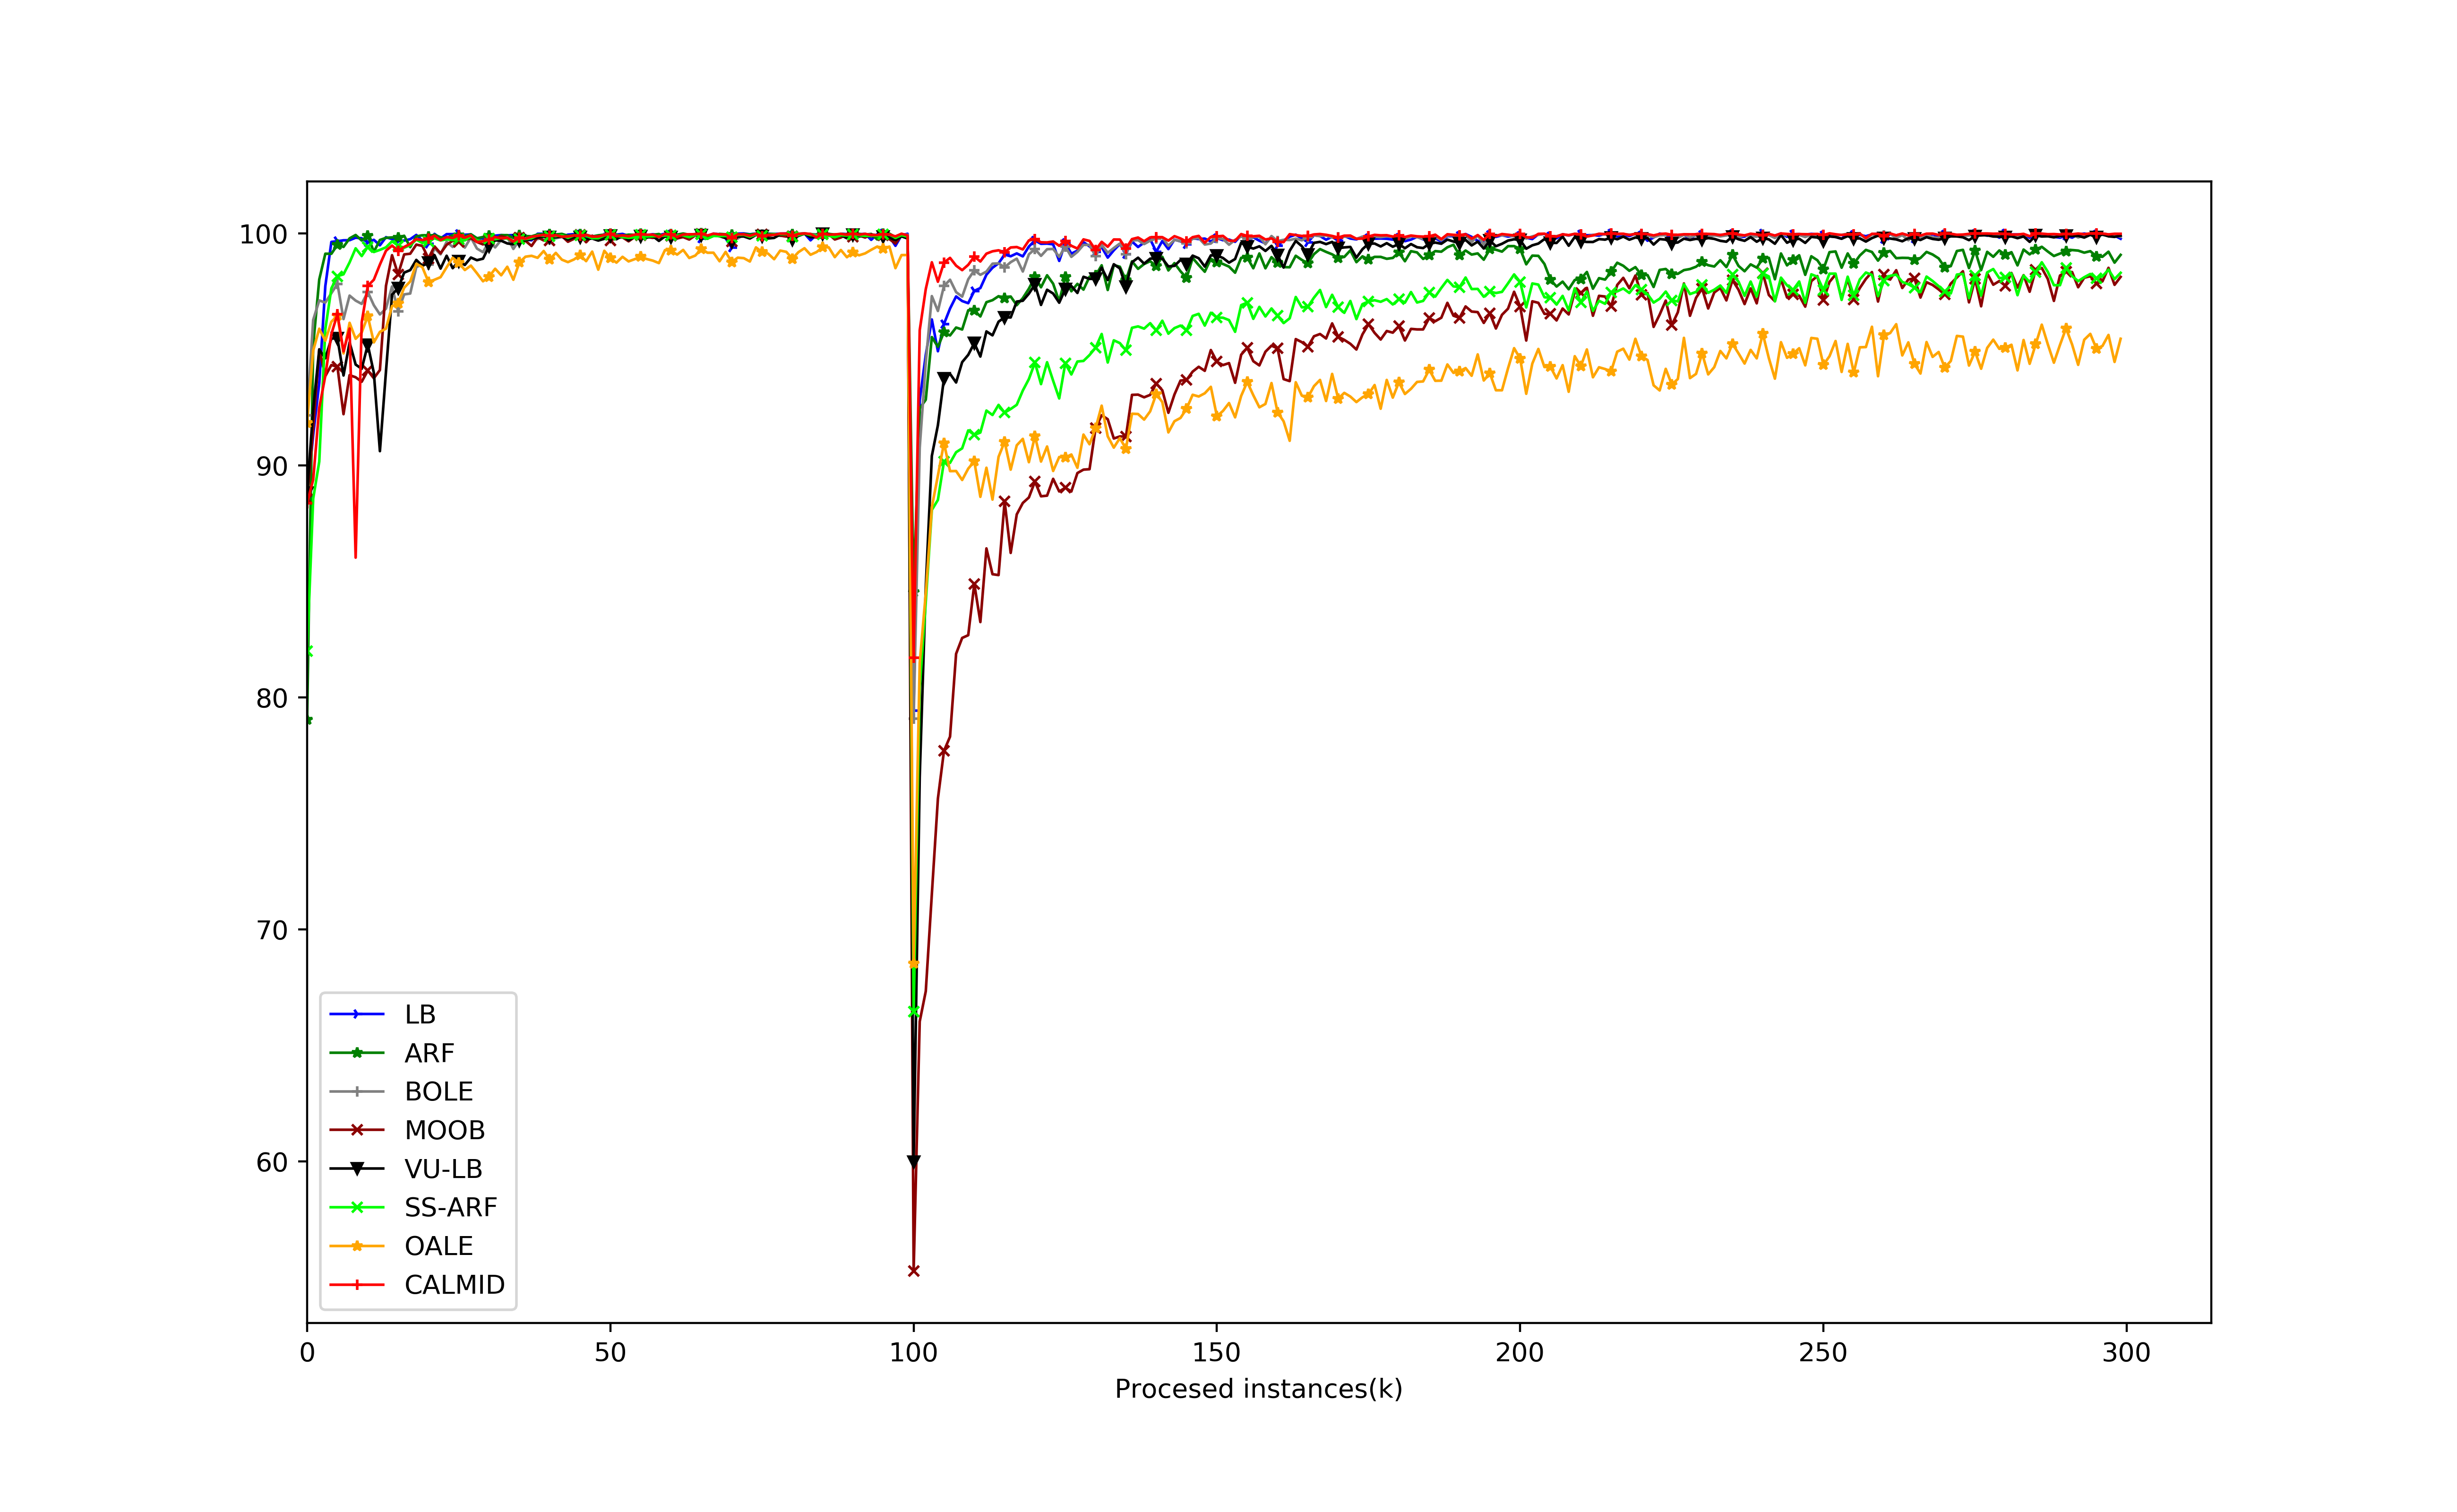 100
90
80
70
60
LB
ARF
BOLE
MOOB
VU-LB
SS-ARF
OALE
CALMID
0 50 100 150 200 250 300
Procesed instances(k)